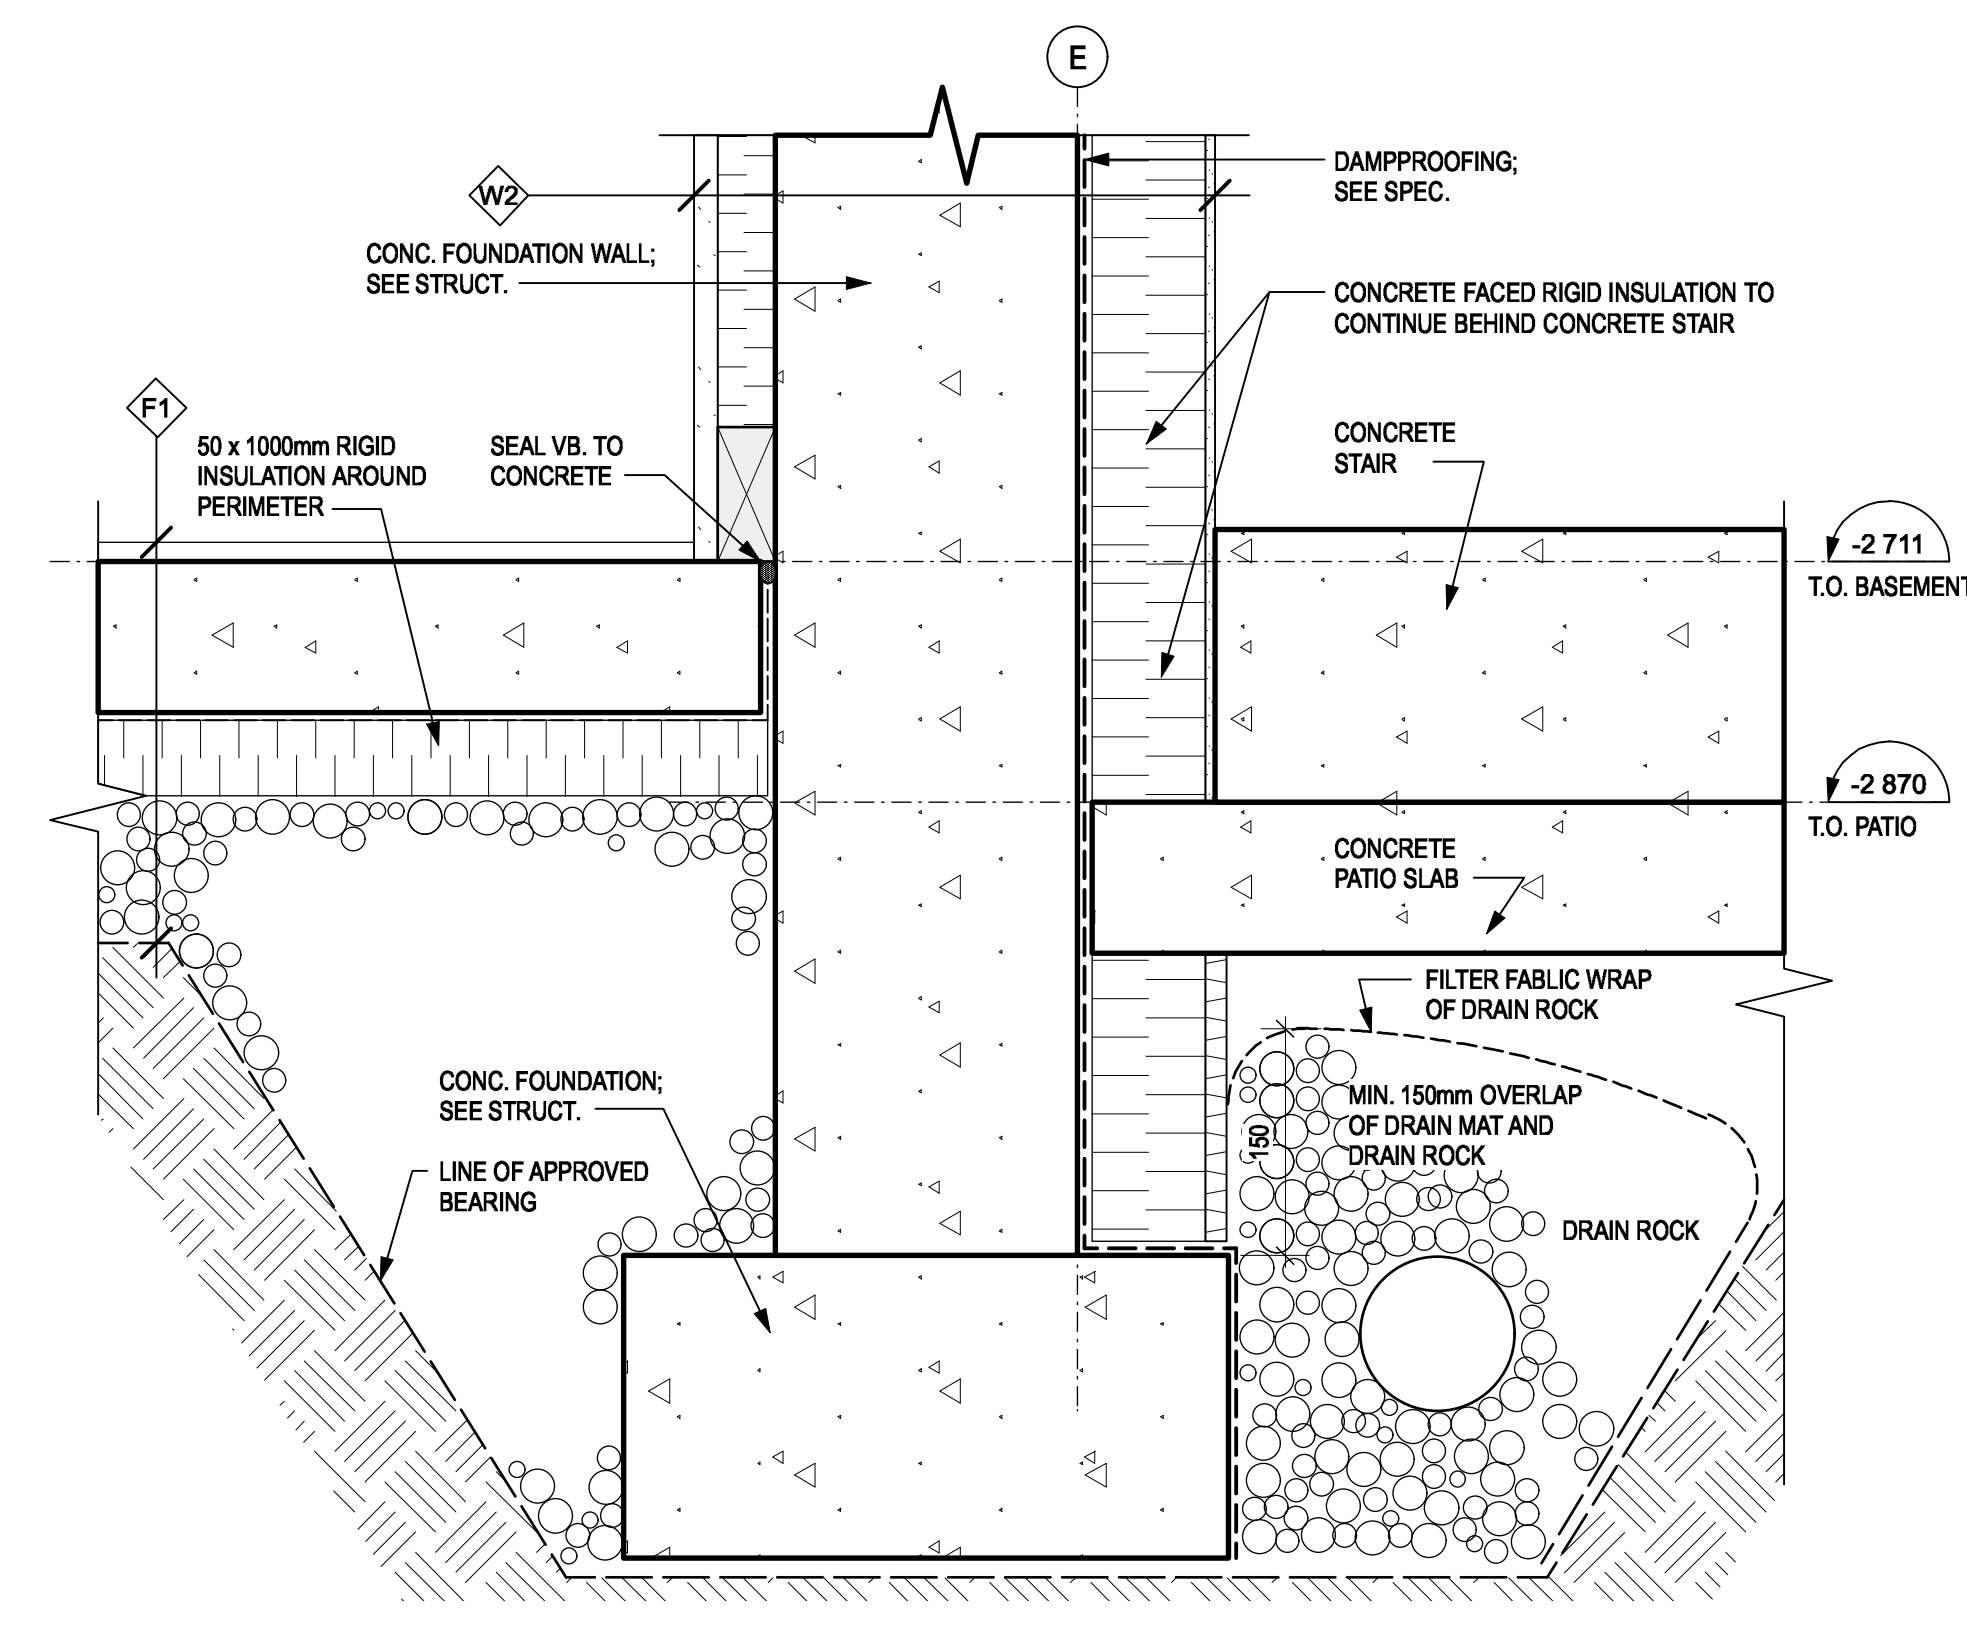 E
DAMPPROOFING;
SEE SPEC.
W2
CONC. FOUNDATION WALL;
SEE STRUCT.
CONCRETE FACED RIGID INSULATION TO
CONTINUE BEHIND CONCRETE STAIR
F1
50 x 1000mm RIGID
INSULATION AROUND
PERIMETER
SEAL VB. TO
CONCRETE
CONCRETE
STAIR
-2 711
T.O. BASEMENT
-2 870
T.O. PATIO
CONCRETE
PATIO SLAB
FILTER FABLIC WRAP
OF DRAIN ROCK
CONC. FOUNDATION;
SEE STRUCT.
MIN. 150mm OVERLAP
OF DRAIN MAT AND
DRAIN ROCK
150
LINE OF APPROVED
BEARING
DRAIN ROCK